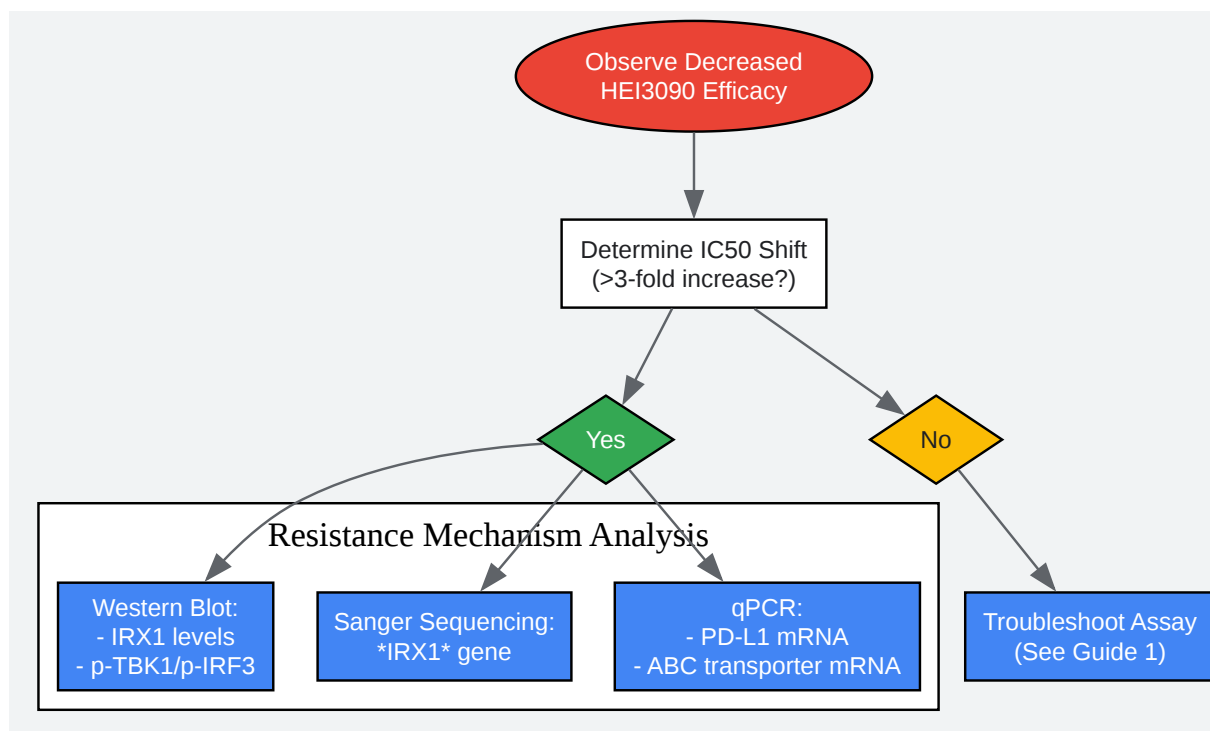 Observe Decreased
HEI3090 Efficacy
Determine IC50 Shift
(>3-fold increase?)
Yes
No
Resistance Mechanism Analysis
Western Blot:
- IRX1 levels
- p-TBK1/p-IRF3
Sanger Sequencing:
*IRX1* gene
qPCR:
- PD-L1 mRNA
- ABC transporter mRNA
Troubleshoot Assay
(See Guide 1)